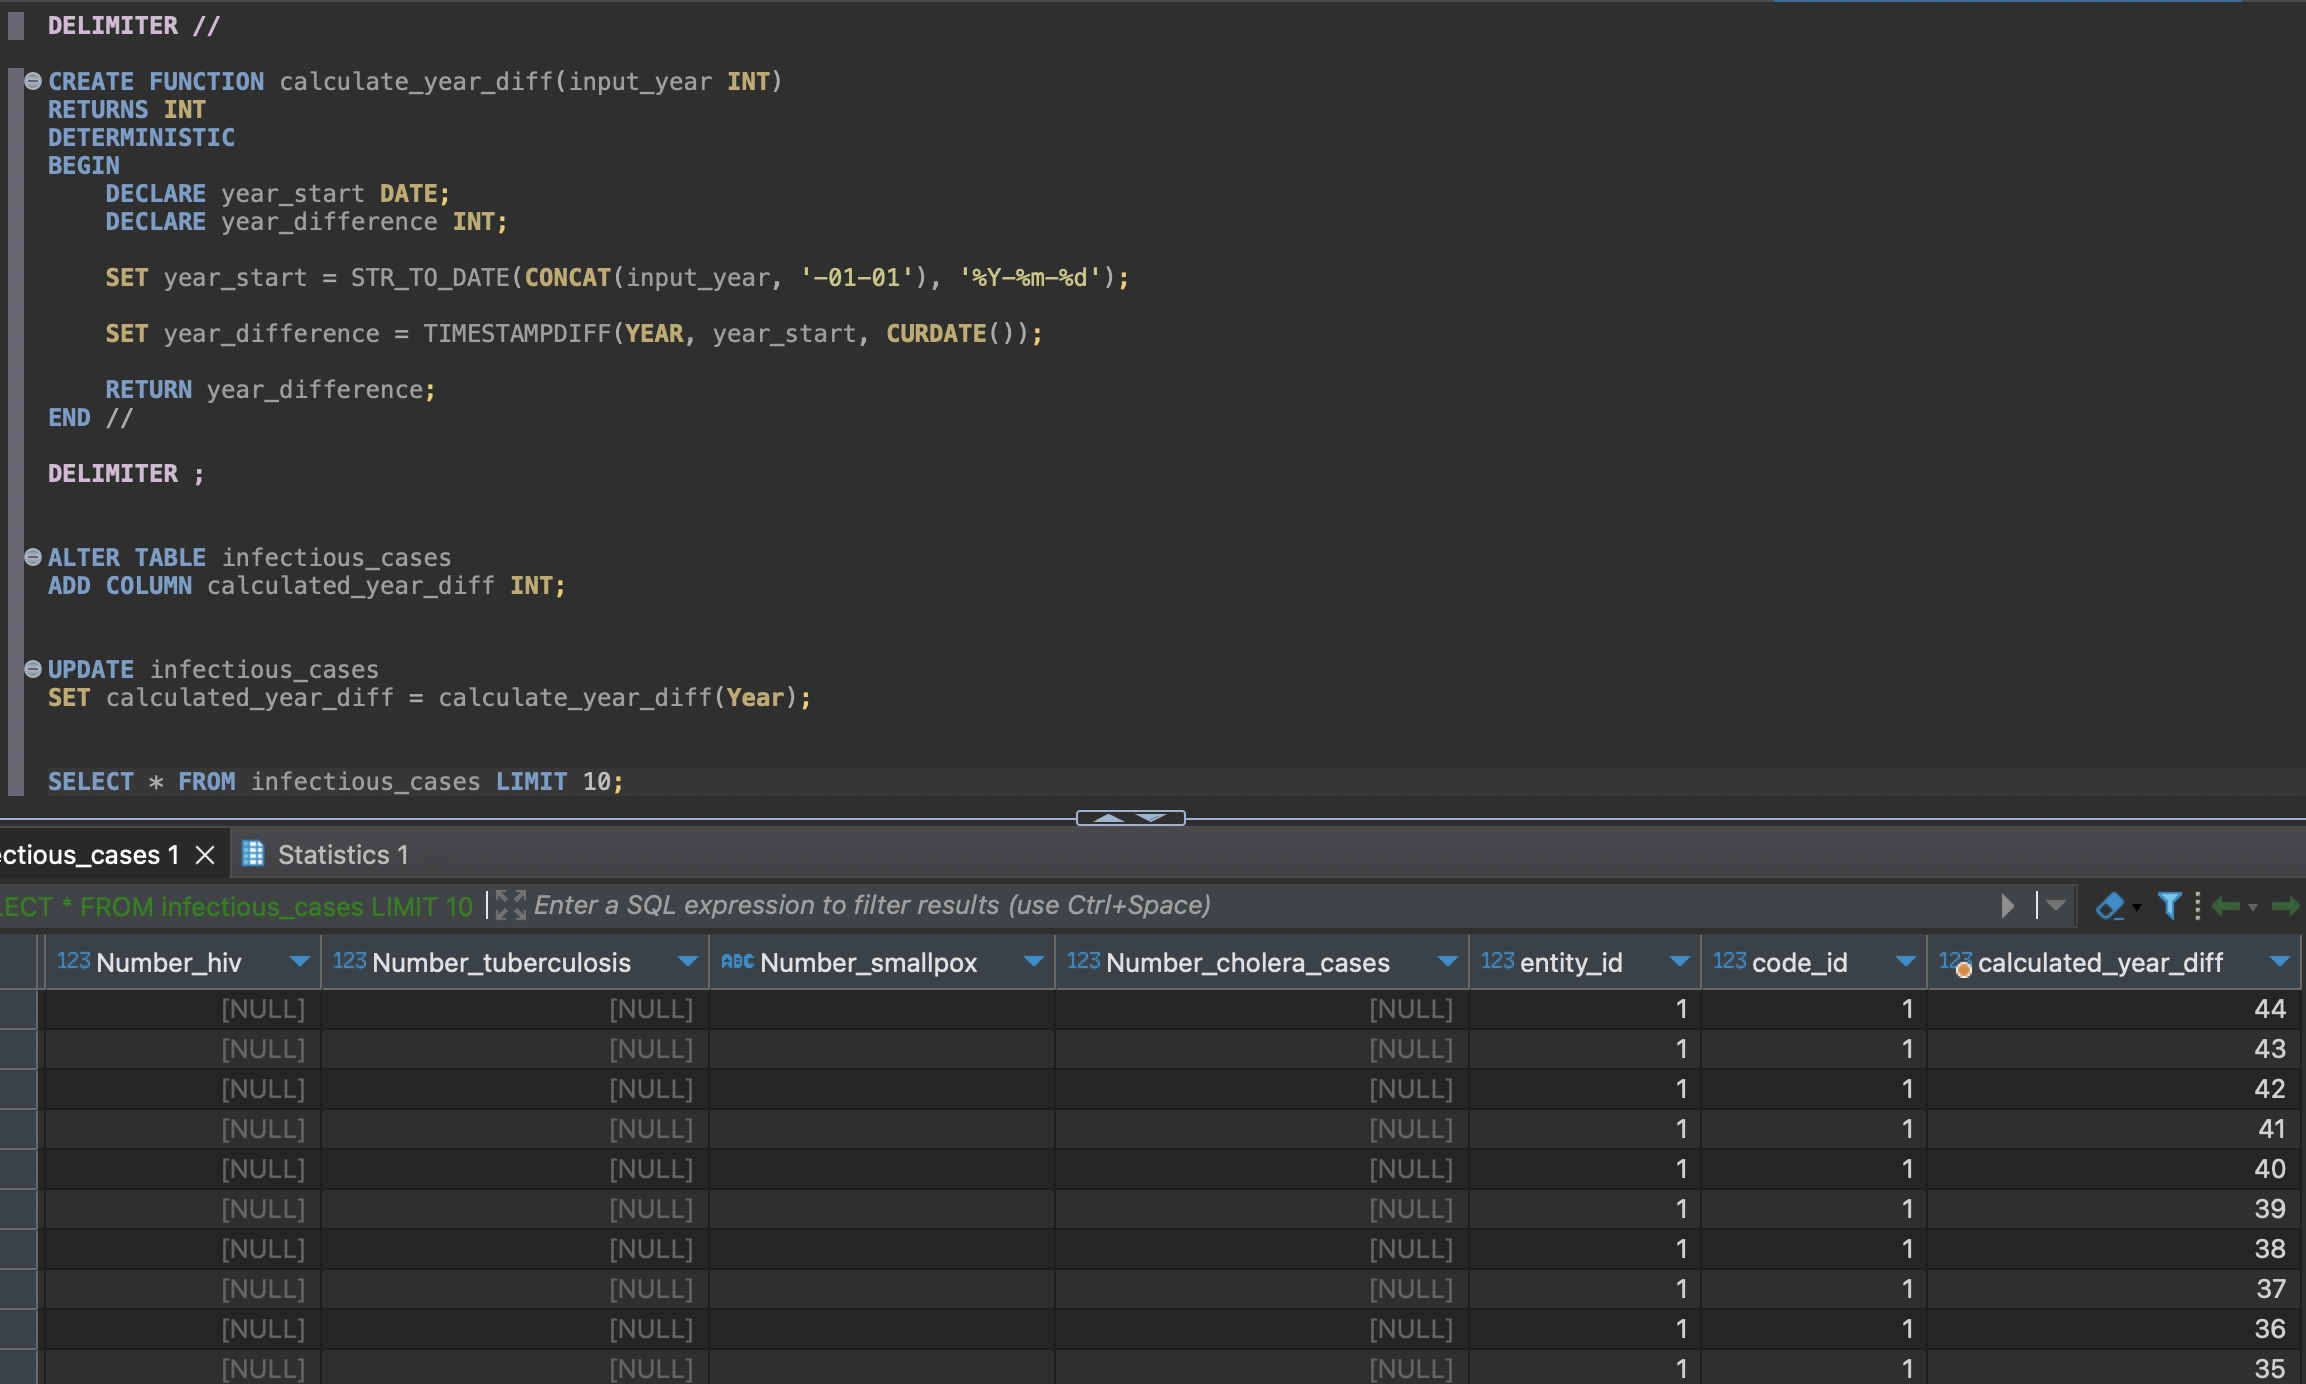 DELIMITER //
CREATE FUNCTION calculate_year_diff(input_year INT)
RETURNS INT
DETERMINISTIC
BEGIN
DECLARE year_start DATE;
DECLARE year_difference INT;
SET year_start = STR_TO_DATE(CONCAT(input_year, '-01-01'), '%Y-%m-%d');
SET year_difference = TIMESTAMPDIFF(YEAR, year_start, CURDATE());
RETURN year_difference;
END //
DELIMITER ;
ALTER TABLE infectious_cases
ADD COLUMN calculated_year_diff INT;
UPDATE infectious_cases
SET calculated_year_diff = calculate_year_diff(Year);
SELECT * FROM infectious_cases LIMIT 10;
ectious_cases 1 Statistics 1
LECT * FROM infectious_cases LIMIT 10 Enter a SQL expression to filter results (use Ctrl+Space)
123 Number_hiv 123 Number_tuberculosis ABC Number_smallpox 123 Number_cholera_cases 123 entity_id 123 code_id 123 calculated_year_diff
[NULL] [NULL] [NULL] 1 1 44
[NULL] [NULL] [NULL] 1 1 43
[NULL] [NULL] [NULL] 1 1 42
[NULL] [NULL] [NULL] 1 1 41
[NULL] [NULL] [NULL] 1 1 40
[NULL] [NULL] [NULL] 1 1 39
[NULL] [NULL] [NULL] 1 1 38
[NULL] [NULL] [NULL] 1 1 37
[NULL] [NULL] [NULL] 1 1 36
[NULL] [NULL] [NULL] 1 1 35